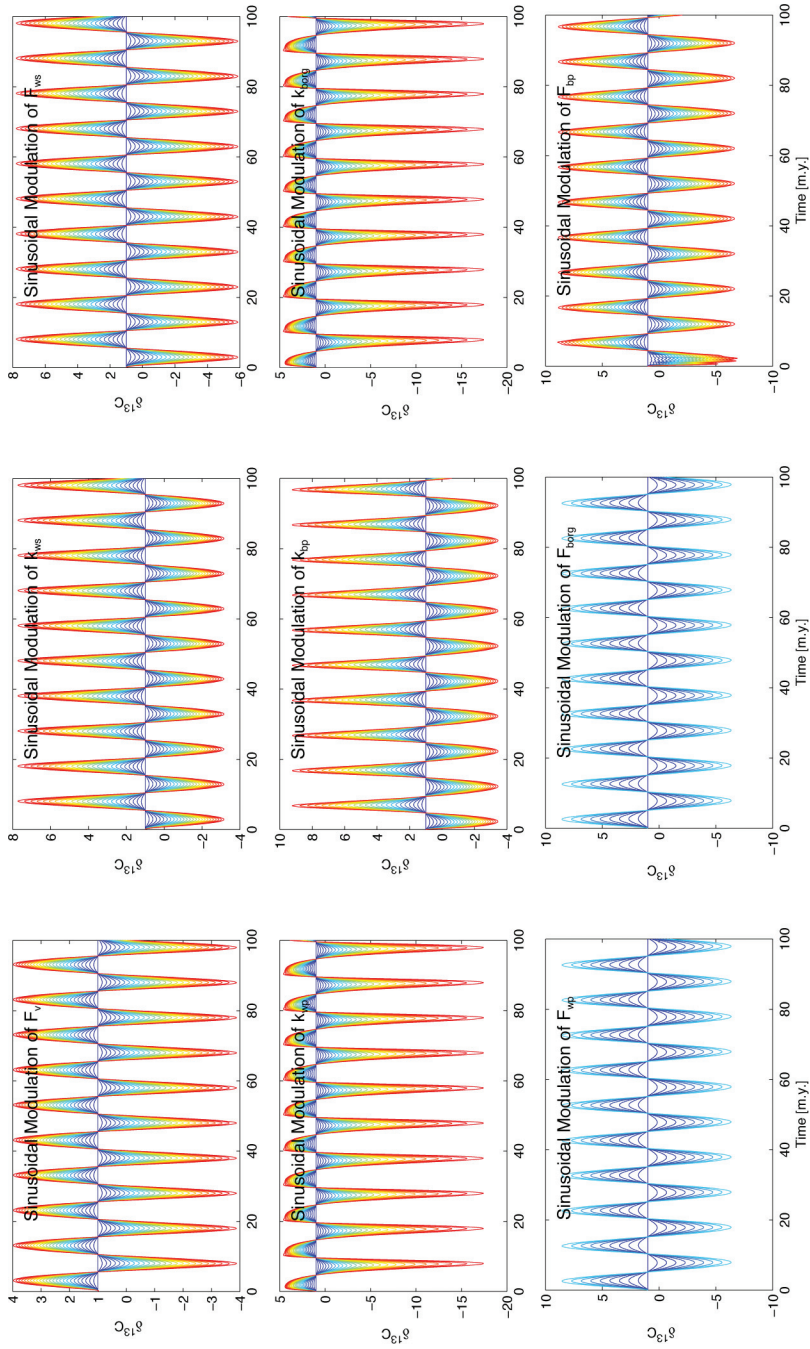 Sinusoidal Modulation of F_v
δ¹³C
4
3
2
1
0
−1
−2
−3
−4
0 20 40 60 80 100
Sinusoidal Modulation of k_ws
δ¹³C
8
6
4
2
0
−2
−4
0 20 40 60 80 100
Sinusoidal Modulation of F_ws
δ¹³C
8
6
4
2
0
−2
−4
−6
0 20 40 60 80 100
Sinusoidal Modulation of k_wp
δ¹³C
5
0
−5
−10
−15
−20
0 20 40 60 80 100
Sinusoidal Modulation of k_bp
δ¹³C
10
8
6
4
2
0
−2
−4
0 20 40 60 80 100
Sinusoidal Modulation of k_borg
δ¹³C
5
0
−5
−10
−15
−20
0 20 40 60 80 100
Sinusoidal Modulation of F_wp
δ¹³C
10
5
0
−5
−10
0 20 40 60 80 100
Time [m.y.]
Sinusoidal Modulation of F_borg
δ¹³C
10
5
0
−5
−10
0 20 40 60 80 100
Time [m.y.]
Sinusoidal Modulation of F_bp
δ¹³C
10
5
0
−5
−10
0 20 40 60 80 100
Time [m.y.]